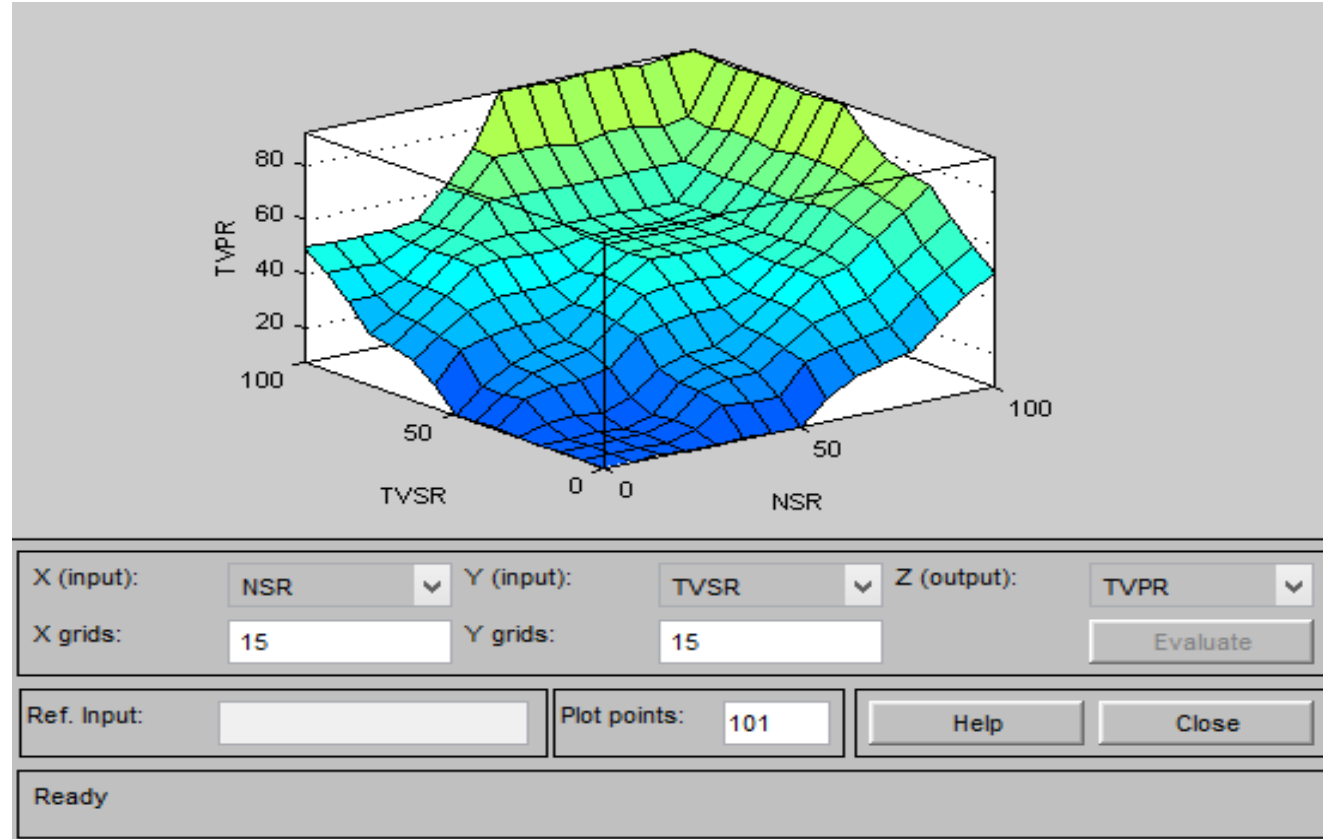 80
60
40
20
TVPR
100
50
0
TVSR
0
50
100
NSR
X (input): NSR Y (input): TVSR Z (output): TVPR
X grids: 15 Y grids: 15 Evaluate
Ref. Input: Plot points: 101 Help Close
Ready